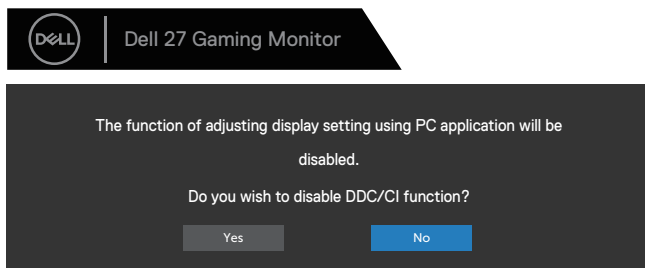 DELL
Dell 27 Gaming Monitor
The function of adjusting display setting using PC application will be
disabled.
Do you wish to disable DDC/CI function?
Yes
No